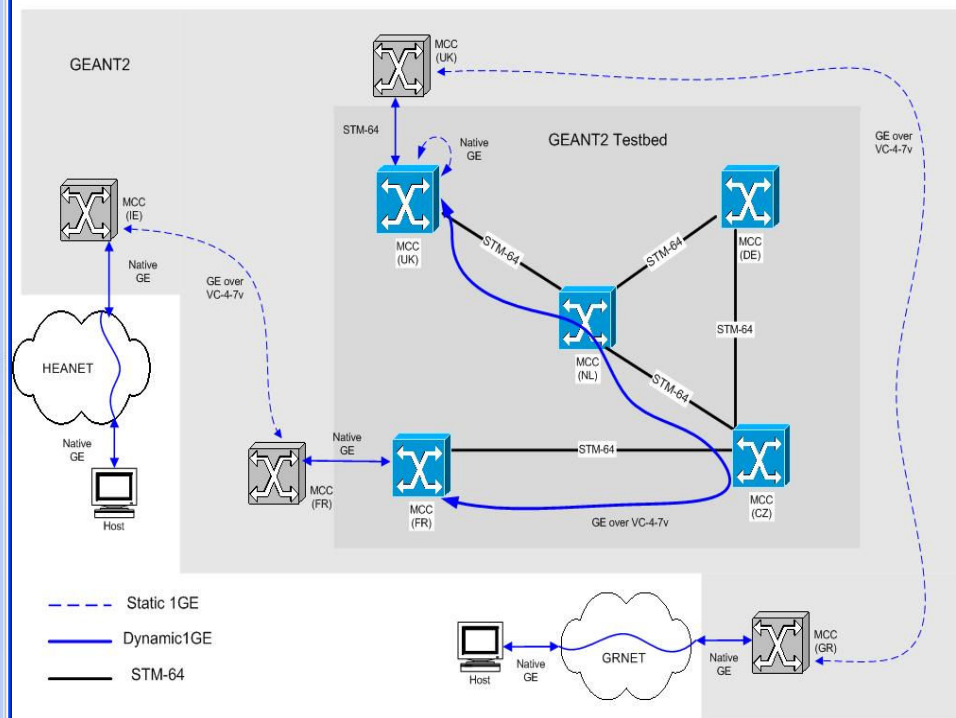 GEANT2
MCC
(UK)
STM-64
Native
GE
GEANT2 Testbed
GE over
VC-4-7v
MCC
(IE)
MCC
(UK)
STM-64
STM-64
MCC
(DE)
Native
GE
GE over
VC-4-7v
STM-64
HEANET
MCC
(NL)
STM-64
Native
GE
Native
GE
STM-64
Host
MCC
(FR)
MCC
(FR)
GE over VC-4-7v
MCC
(CZ)
Static 1GE
Dynamic1GE
STM-64
Host
Native
GE
GRNET
Native
GE
MCC
(GR)